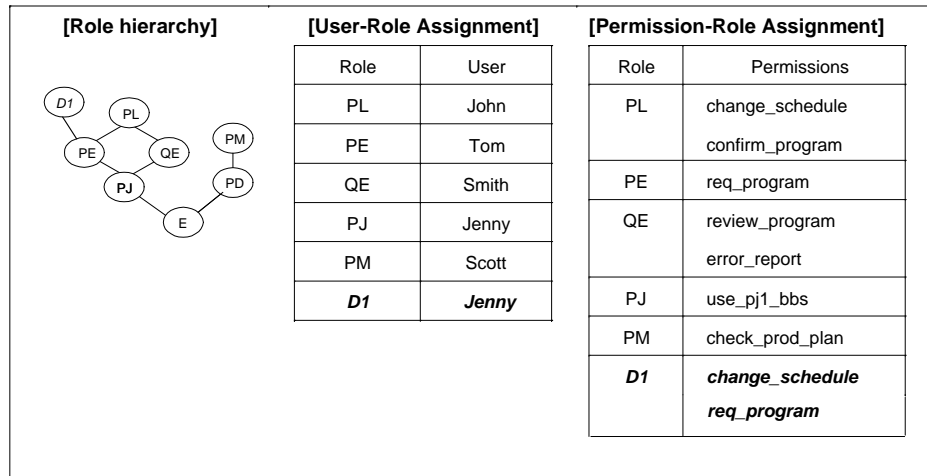 [Role hierarchy]
D1
PL
PE
QE
PM
PJ
PD
E
[User-Role Assignment]
Role User
PL John
PE Tom
QE Smith
PJ Jenny
PM Scott
D1 Jenny
[Permission-Role Assignment]
Role Permissions
PL change_schedule
confirm_program
PE req_program
QE review_program
error_report
PJ use_pj1_bbs
PM check_prod_plan
D1 change_schedule
req_program